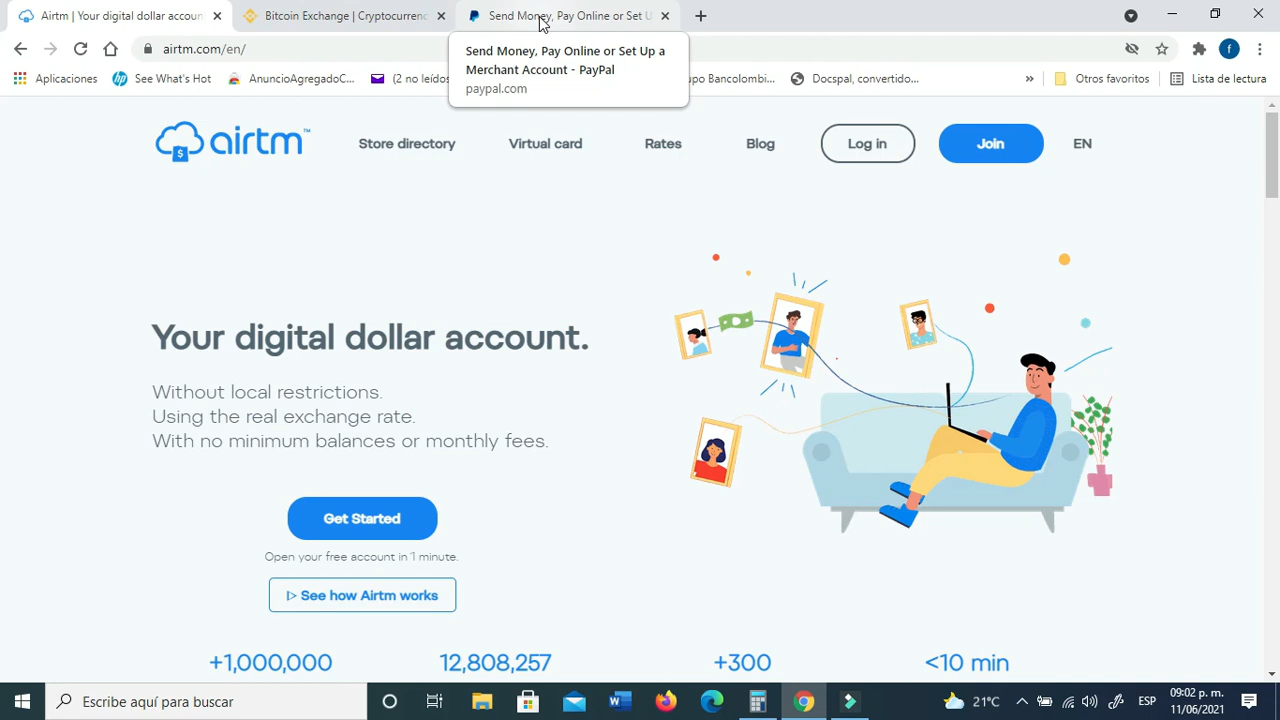 Airtm | Your digital dollar accoun
Bitcoin Exchange | Cryptocurrenc
Send Money, Pay Online or Set U
airtm.com/en/
f
Send Money, Pay Online or Set Up a
Merchant Account - PayPal
paypal.com
Aplicaciones
See What's Hot
AnuncioAgregadoC...
(2 no leídos
upo Bancolombi...
Docspal, convertido...
»
Otros favoritos
Lista de lectura
airtm™
Store directory
Virtual card
Rates
Blog
Log in
Join
EN
Your digital dollar account.
Without local restrictions.
Using the real exchange rate.
With no minimum balances or monthly fees.
Get Started
Open your free account in 1 minute.
See how Airtm works
+1,000,000
12,808,257
+300
<10 min
Escribe aquí para buscar
21°C
ESP
09:02 p. m.
11/06/2021